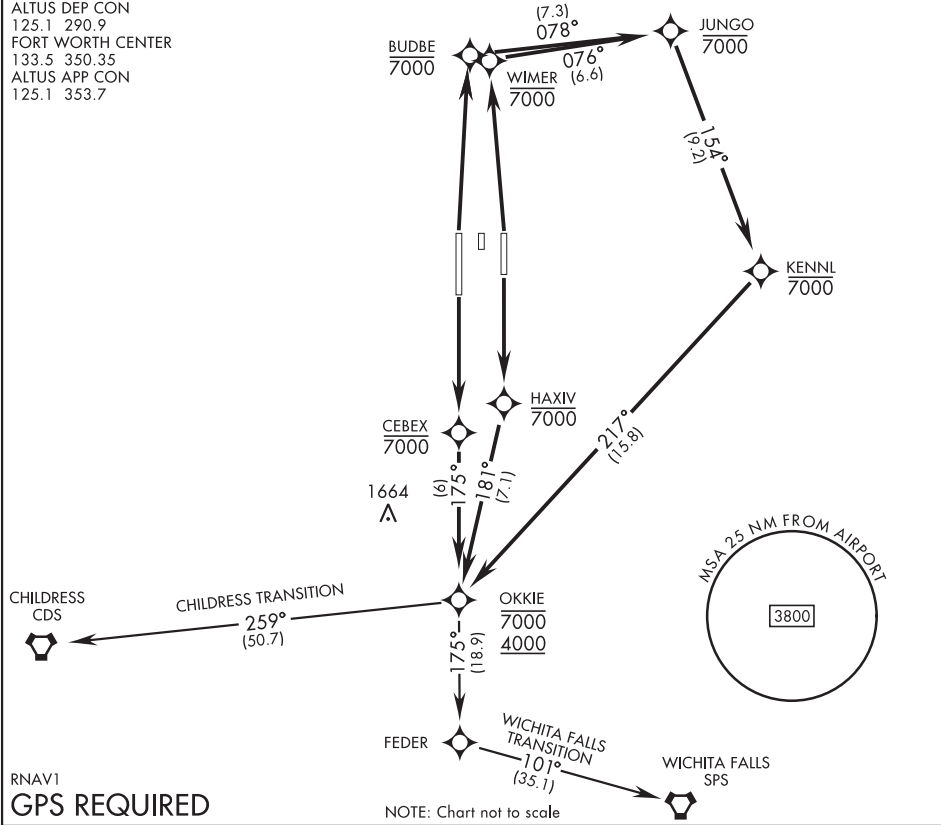 ALTUS DEP CON
125.1 290.9
FORT WORTH CENTER
133.5 350.35
ALTUS APP CON
125.1 353.7
(7.3)
078°
076°
(6.6)
JUNGO
7000
BUDBE
7000
WIMER
7000
154°
(9.2)
KENNL
7000
HAXIV
7000
CEBEX
7000
217°
(15.8)
(6)
175°
181°
(7.1)
1664
MSA 25 NM FROM AIRPORT
3800
CHILDRESS
CDS
CHILDRESS TRANSITION
259°
(50.7)
OKKIE
7000
4000
175°
(18.9)
FEDER
WICHITA FALLS
TRANSITION
101°
(35.1)
WICHITA FALLS
SPS
RNAV1
GPS REQUIRED
NOTE: Chart not to scale